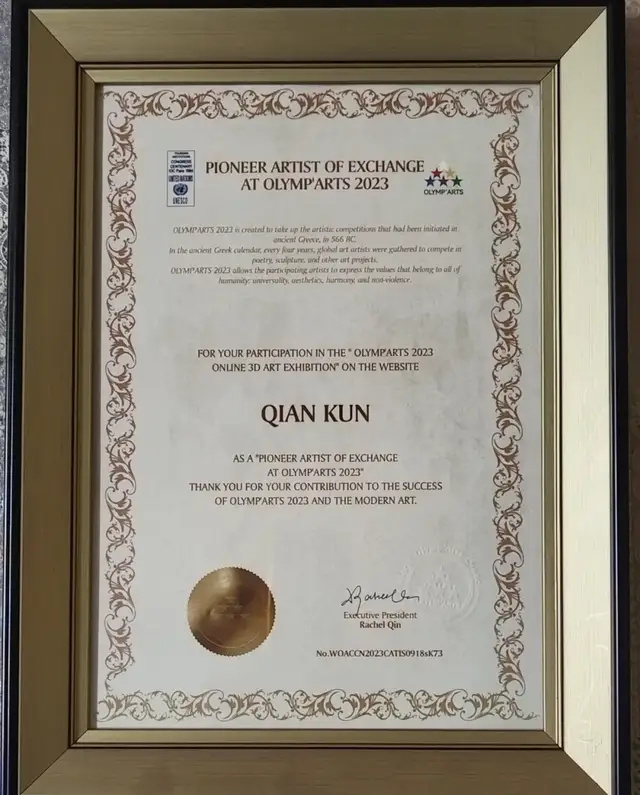 CONGRESS
CENTENARY
UNITED NATIONS
UNESCO
PIONEER ARTIST OF EXCHANGE
AT OLYMP'ARTS 2023
OLYMP'ARTS
OLYMP'ARTS 2023 is created to take up the artistic competitions that had been initiated in
ancient Greece, in 566 BC.
In the ancient Greek calendar, every four years, global art artists were gathered to compete in
poetry, sculpture, and other art projects.
OLYMP'ARTS 2023 allows the participating artists to express the values that belong to all of
humanity: universality, aesthetics, harmony, and non-violence.
FOR YOUR PARTICIPATION IN THE " OLYMP'ARTS 2023
ONLINE 3D ART EXHIBITION" ON THE WEBSITE
QIAN KUN
AS A "PIONEER ARTIST OF EXCHANGE
AT OLYMP'ARTS 2023"
THANK YOU FOR YOUR CONTRIBUTION TO THE SUCCESS
OF OLYMP'ARTS 2023 AND THE MODERN ART.
Executive President
Rachel Qin
No.WOACCN2023CATIS0918sK73